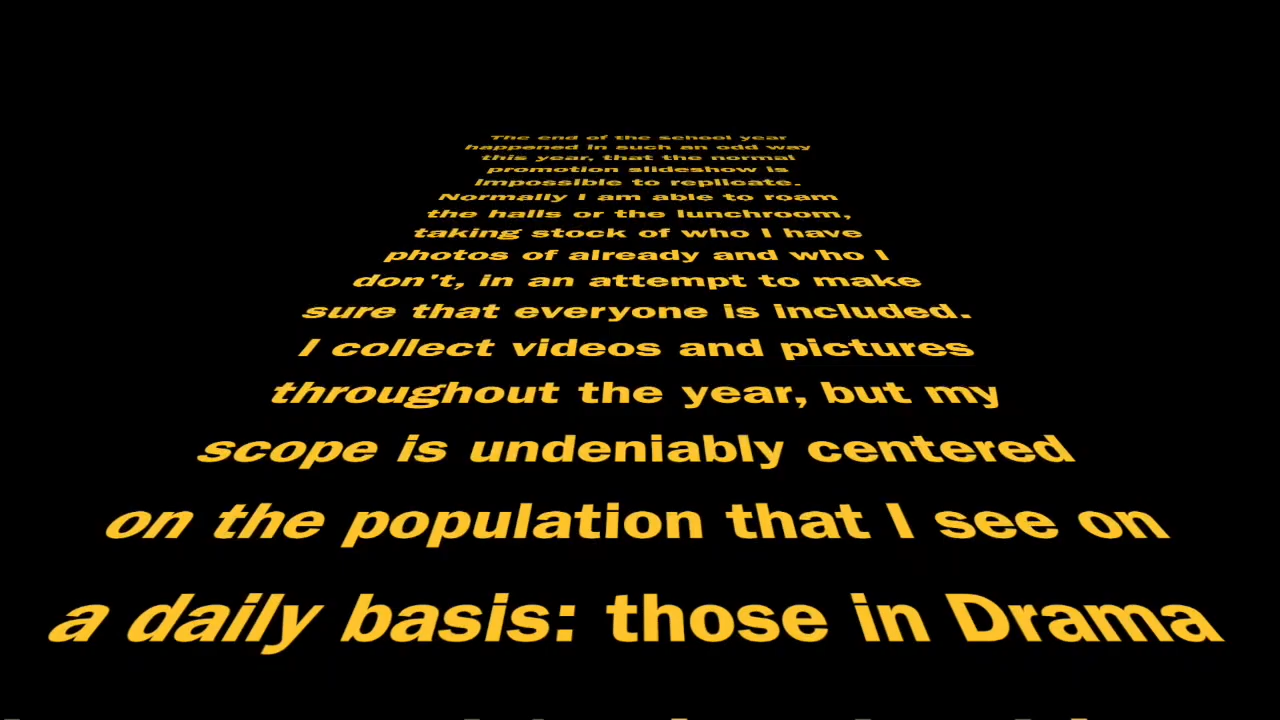 The end of the school year
happened in such an odd way
this year, that the normal
promotion slideshow is
impossible to replicate.
Normally I am able to roam
the halls or the lunchroom,
taking stock of who I have
photos of already and who I
don't, in an attempt to make
sure that everyone is included.
I collect videos and pictures
throughout the year, but my
scope is undeniably centered
on the population that I see on
a daily basis: those in Drama